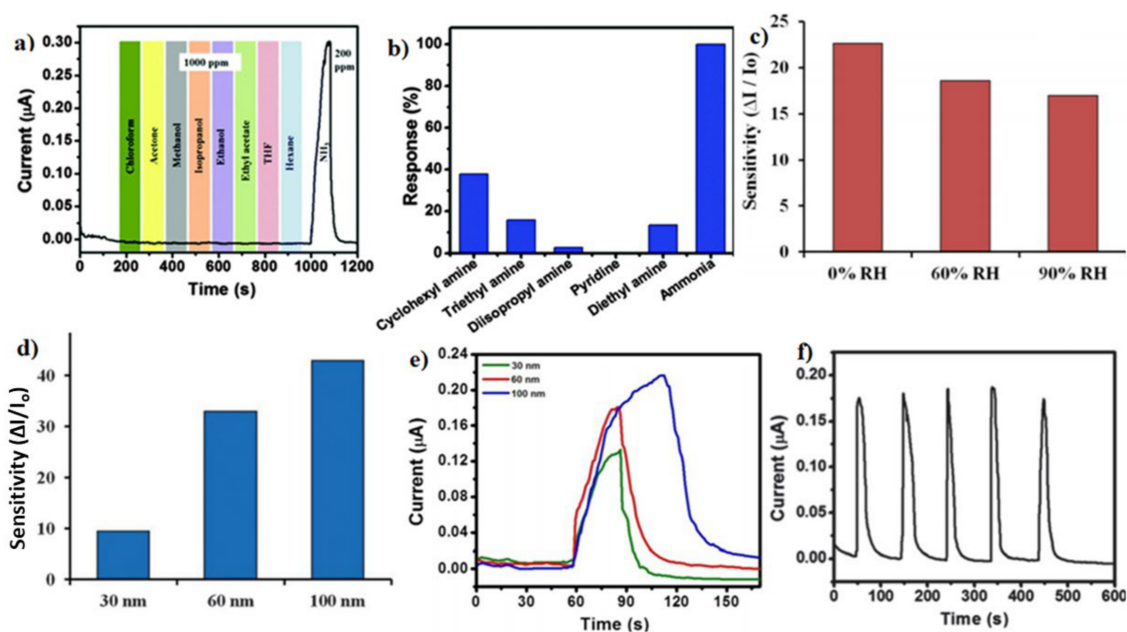 a)
Current (µA)
0.30
0.25
0.20
0.15
0.10
0.05
0.00
1000 ppm
200
ppm
Chloroform
Acetone
Methanol
Isopropanol
Ethanol
Ethyl acetate
THF
Hexane
NH3
0 200 400 600 800 1000 1200
Time (s)
b)
Response (%)
100
80
60
40
20
0
Cyclohexyl amine
Triethyl amine
Diisopropyl amine
Pyridine
Diethyl amine
Ammonia
c)
Sensitivity (ΔI / Io)
25
20
15
10
5
0
0% RH 60% RH 90% RH
d)
Sensitivity (ΔI/Io)
40
30
20
10
0
30 nm 60 nm 100 nm
e)
Current (µA)
0.24
0.20
0.16
0.12
0.08
0.04
0.00
30 nm
60 nm
100 nm
0 30 60 90 120 150
Time (s)
f)
Current (µA)
0.20
0.15
0.10
0.05
0.00
0 100 200 300 400 500 600
Time (s)